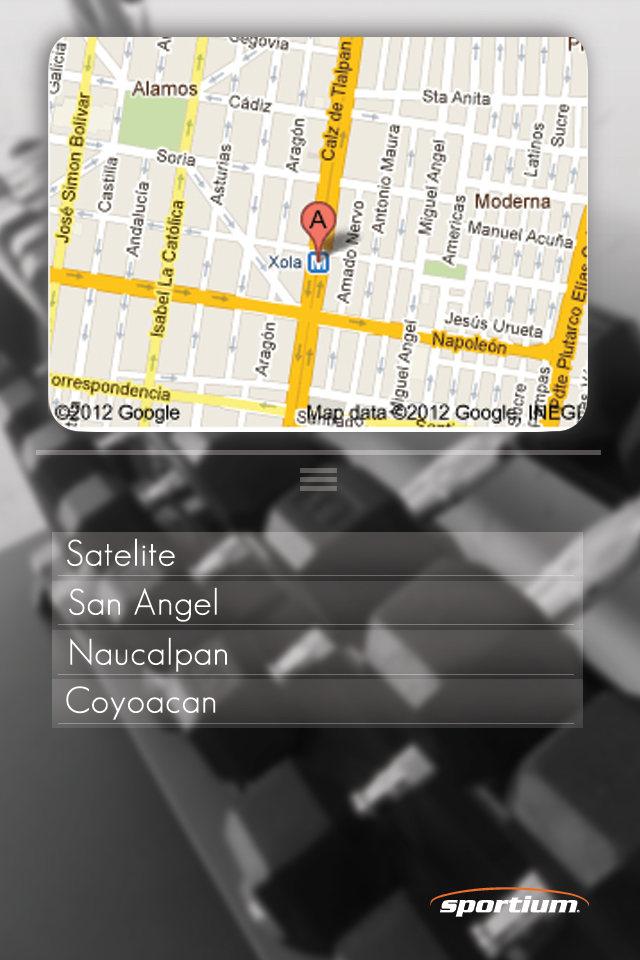 Galicia
Segovia
Alamos
Cádiz
Sta Anita
Calz de Tlalpan
José Simon Bolívar
Soria
Castilla
Andalucía
Asturias
Aragón
Antonio Maura
Miguel Angel
Latinos
Sucre
Moderna
Americas
Manuel Acuña
A
Xola M
Amado Nervo
Isabel La Católica
Aragón
Jesús Urueta
Napoleón
Miguel Angel
Pdte Plutarco Elías C
orrespondencia
Sucre
©2012 Google
Map data ©2012 Google, INEGI
Satelite
San Angel
Naucalpan
Coyoacan
sportium